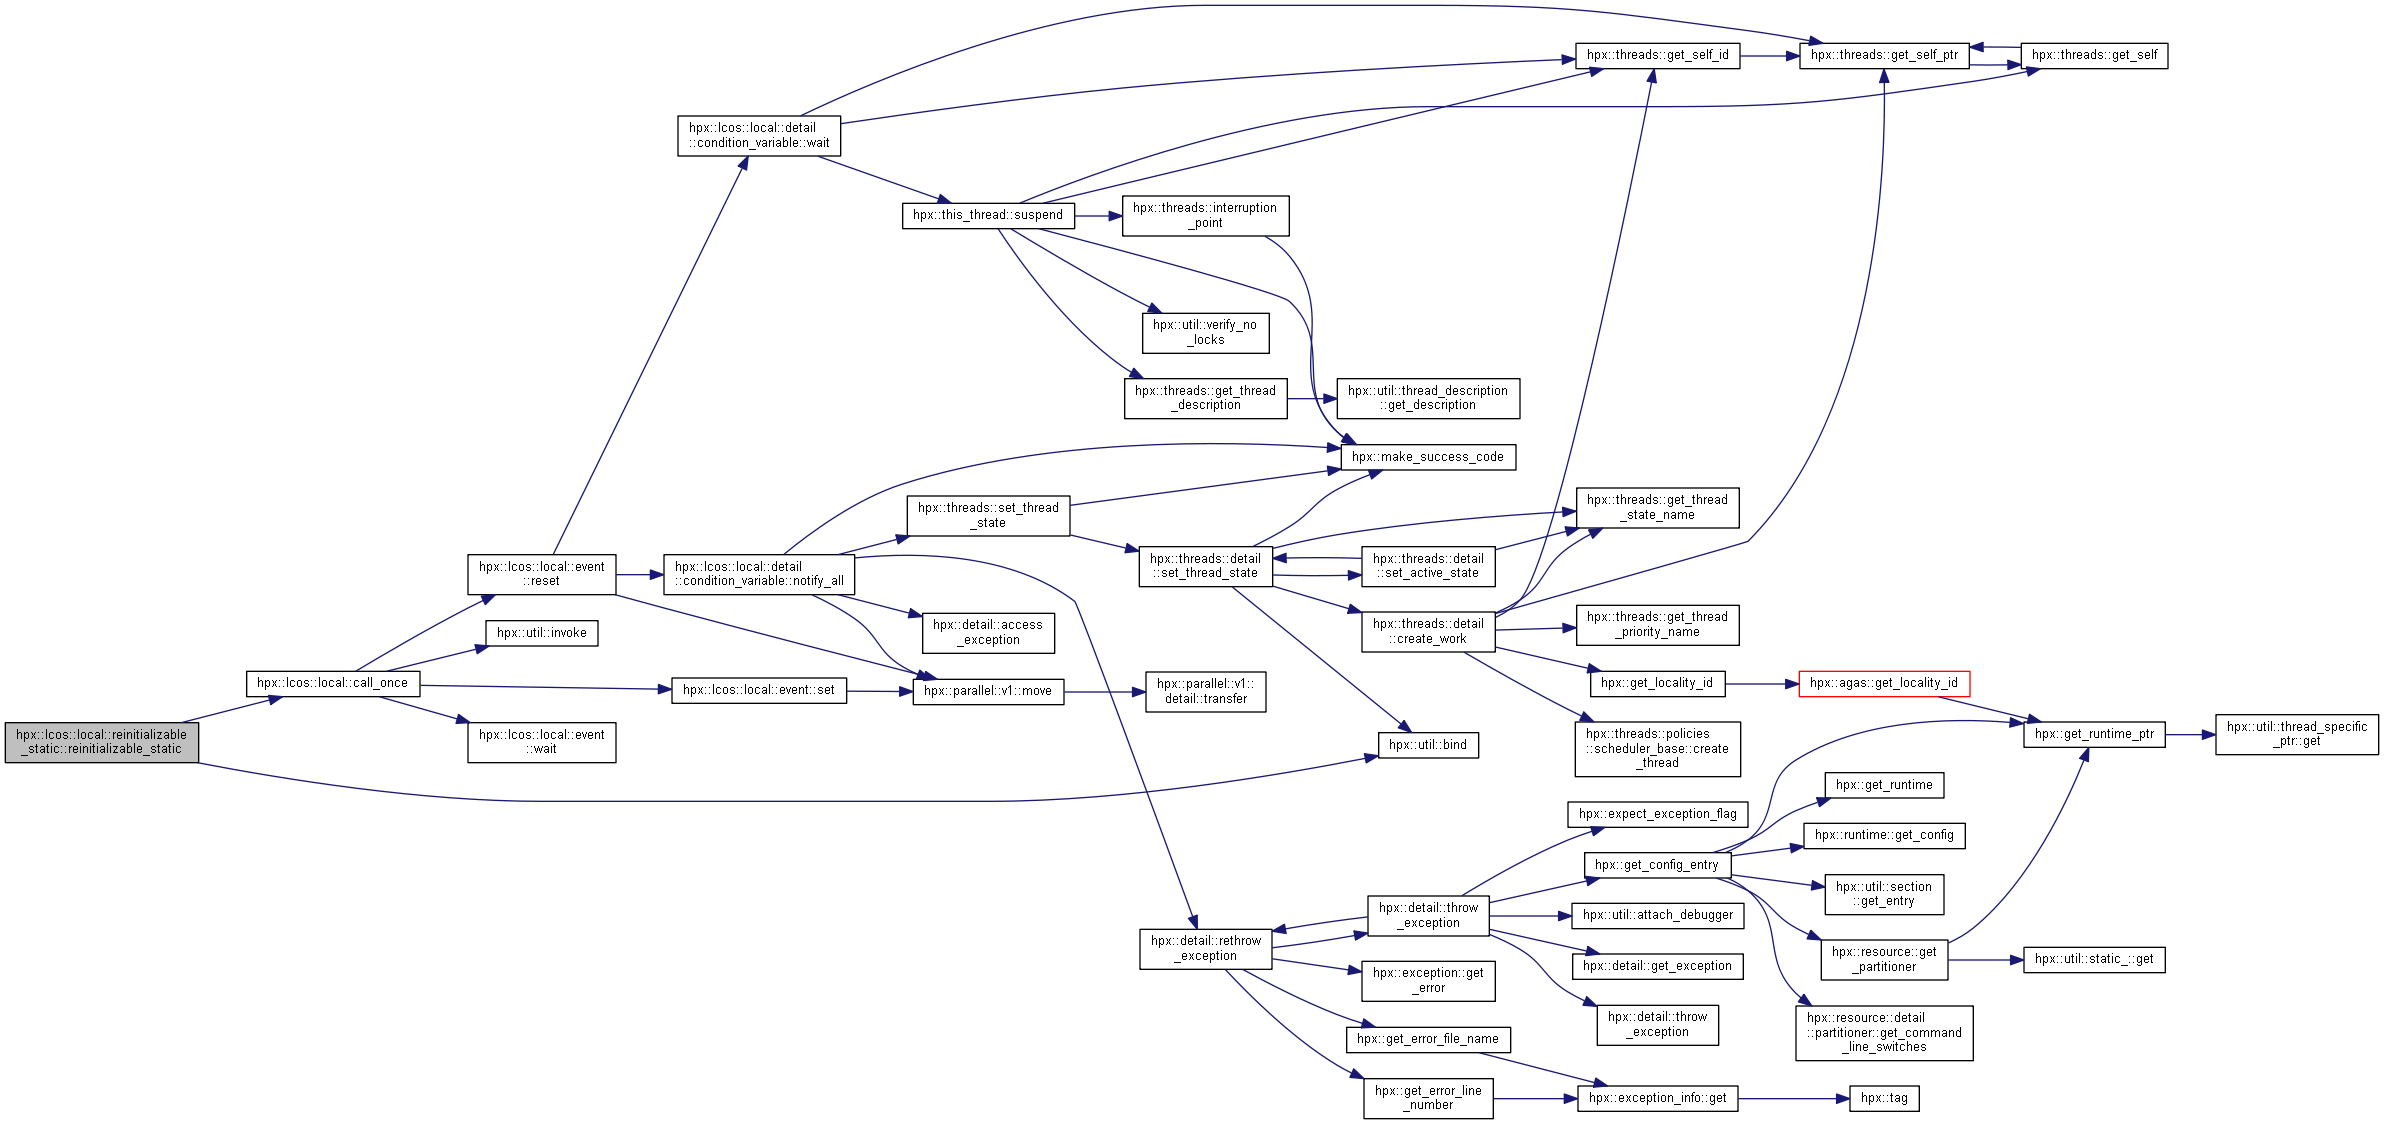 hpx::threads::get_self_id
hpx::threads::get_self_ptr
hpx::threads::get_self
hpx::lcos::local::detail
::condition_variable::wait
hpx::this_thread::suspend
hpx::threads::interruption
_point
hpx::util::verify_no
_locks
hpx::threads::get_thread
_description
hpx::util::thread_description
::get_description
hpx::make_success_code
hpx::threads::set_thread
_state
hpx::threads::get_thread
_state_name
hpx::lcos::local::event
::reset
hpx::lcos::local::detail
::condition_variable::notify_all
hpx::threads::detail
::set_thread_state
hpx::threads::detail
::set_active_state
hpx::util::invoke
hpx::detail::access
_exception
hpx::threads::detail
::create_work
hpx::threads::get_thread
_priority_name
hpx::lcos::local::call_once
hpx::lcos::local::event::set
hpx::parallel::v1::move
hpx::parallel::v1::
detail::transfer
hpx::get_locality_id
hpx::agas::get_locality_id
hpx::lcos::local::reinitializable
_static::reinitializable_static
hpx::lcos::local::event
::wait
hpx::util::bind
hpx::threads::policies
::scheduler_base::create
_thread
hpx::get_runtime_ptr
hpx::util::thread_specific
_ptr::get
hpx::get_runtime
hpx::expect_exception_flag
hpx::runtime::get_config
hpx::get_config_entry
hpx::util::section
::get_entry
hpx::detail::throw
_exception
hpx::util::attach_debugger
hpx::detail::rethrow
_exception
hpx::resource::get
_partitioner
hpx::util::static_::get
hpx::detail::get_exception
hpx::exception::get
_error
hpx::detail::throw
_exception
hpx::resource::detail
::partitioner::get_command
_line_switches
hpx::get_error_file_name
hpx::get_error_line
_number
hpx::exception_info::get
hpx::tag